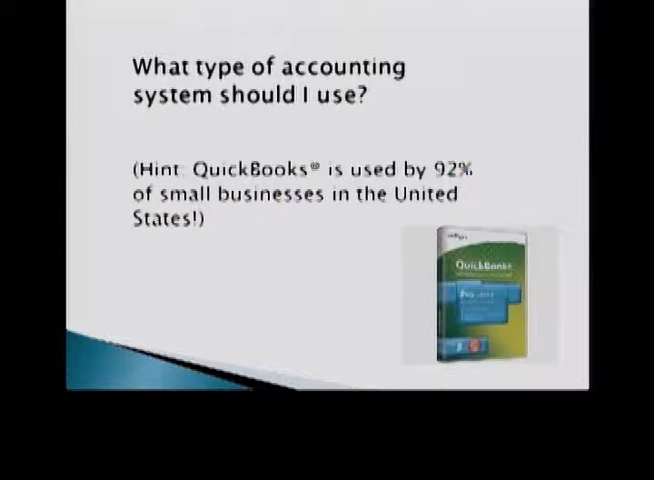 What type of accounting
system should I use?
(Hint: QuickBooks® is used by 92%
of small businesses in the United
States!)
QuickBooks
Pro